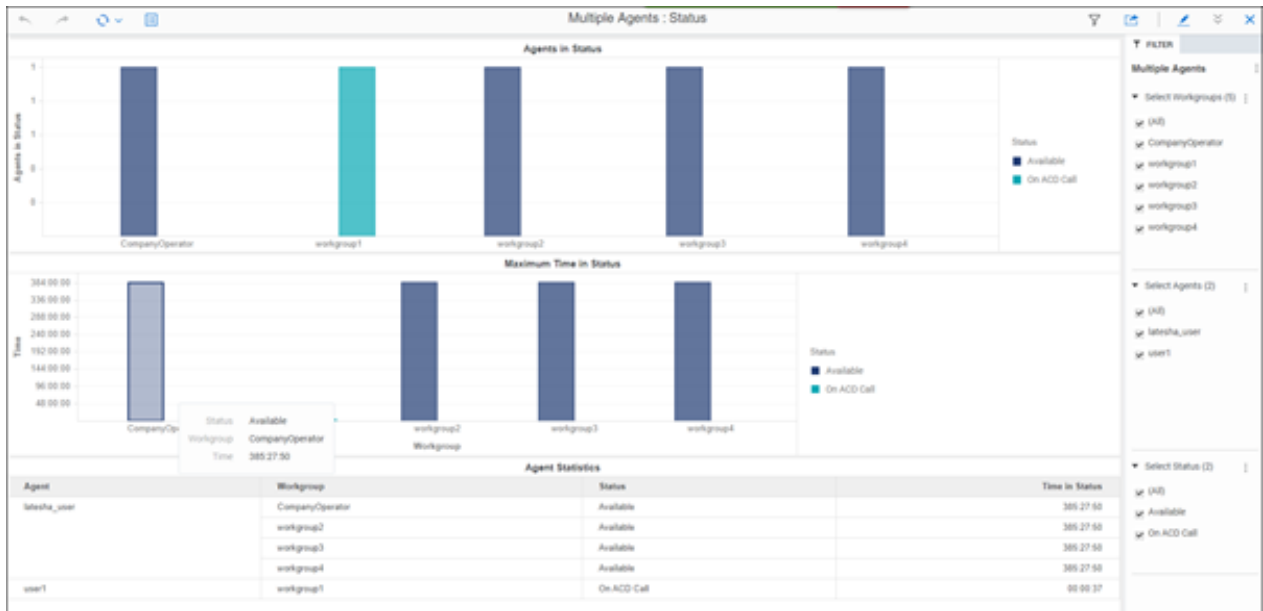 Multiple Agents : Status
Agents in Status
1
1
1
0
0
Agents in Status
CompanyOperator workgroup1 workgroup2 workgroup3 workgroup4
Status
Available
On ACD Call
Maximum Time in Status
384:00:00
336:00:00
288:00:00
240:00:00
192:00:00
144:00:00
96:00:00
48:00:00
Time
CompanyOp workgroup2 workgroup3 workgroup4
Workgroup
Status
Available
On ACD Call
Status Available
Workgroup CompanyOperator
Time 385:27:50
Agent Statistics
Agent Workgroup Status Time in Status
latesha_user CompanyOperator Available 385:27:50
workgroup2 Available 385:27:50
workgroup3 Available 385:27:50
workgroup4 Available 385:27:50
user1 workgroup1 On ACD Call 00:00:37
FILTER
Multiple Agents
Select Workgroups (5)
(All)
CompanyOperator
workgroup1
workgroup2
workgroup3
workgroup4
Select Agents (2)
(All)
latesha_user
user1
Select Status (2)
(All)
Available
On ACD Call